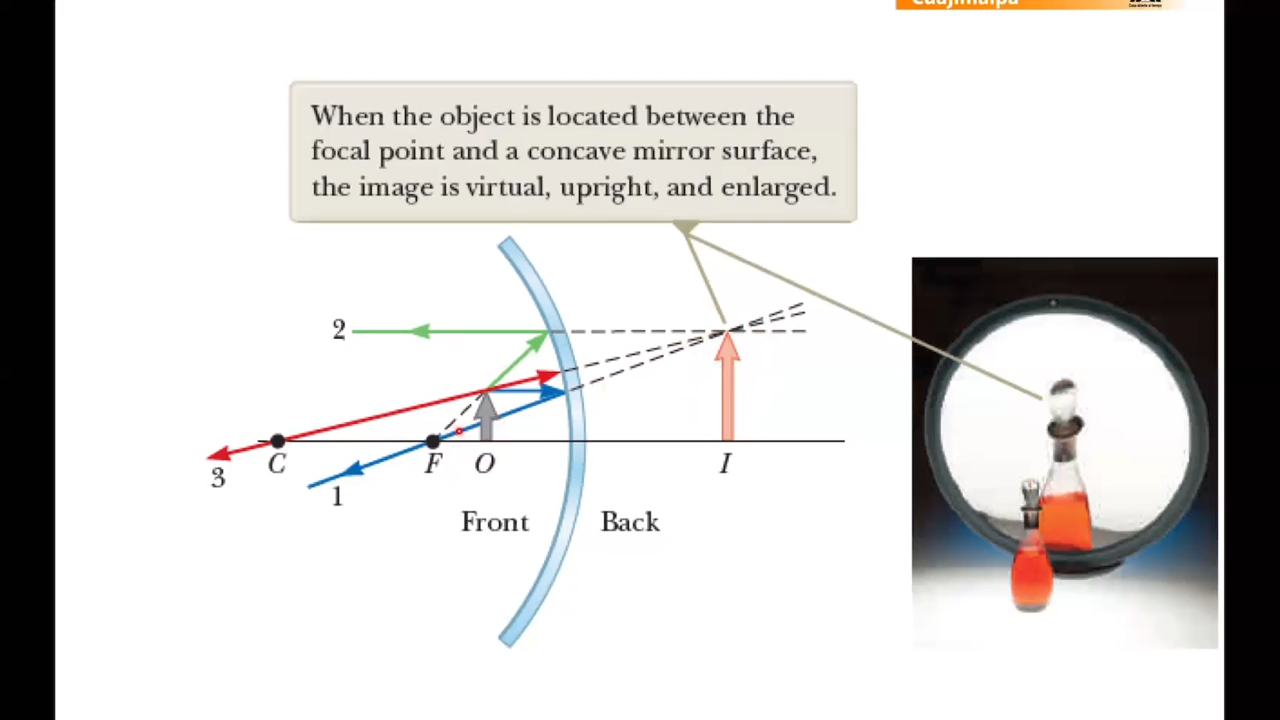 Cuajimalpa
When the object is located between the
focal point and a concave mirror surface,
the image is virtual, upright, and enlarged.
2
C
F
O
I
3
1
Front
Back